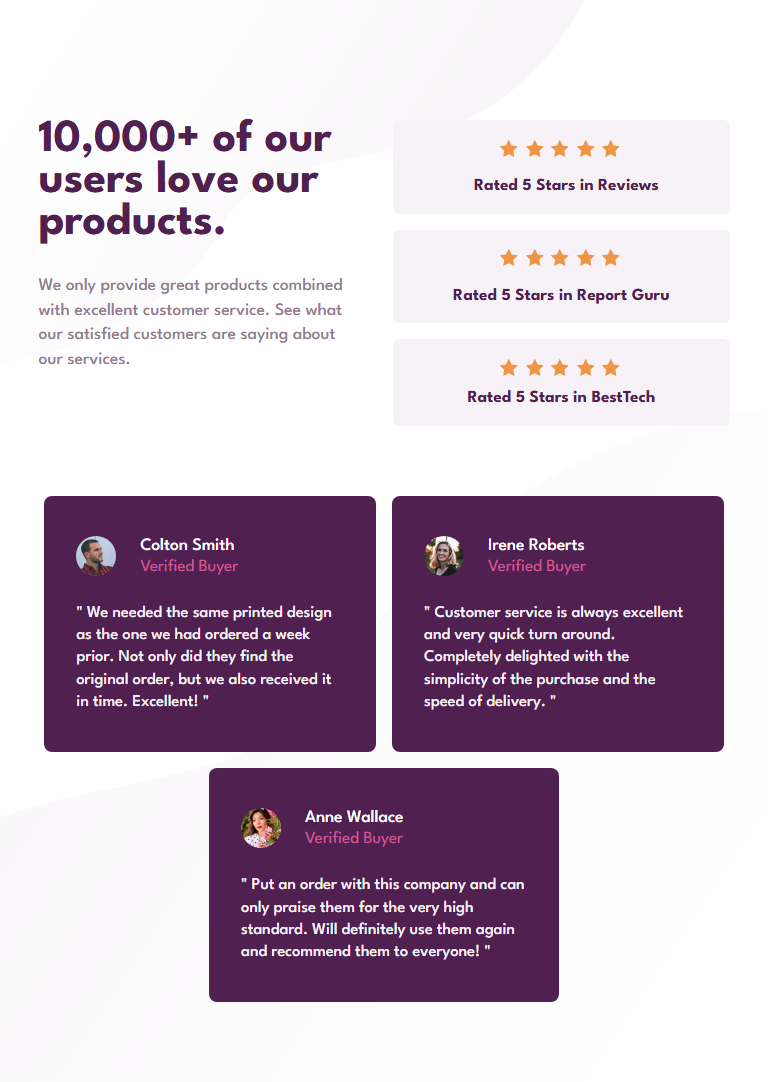 10,000+ of our
users love our
products.
We only provide great products combined
with excellent customer service. See what
our satisfied customers are saying about
our services.
Rated 5 Stars in Reviews
Rated 5 Stars in Report Guru
Rated 5 Stars in BestTech
Colton Smith
Verified Buyer
" We needed the same printed design
as the one we had ordered a week
prior. Not only did they find the
original order, but we also received it
in time. Excellent! "
Irene Roberts
Verified Buyer
" Customer service is always excellent
and very quick turn around.
Completely delighted with the
simplicity of the purchase and the
speed of delivery. "
Anne Wallace
Verified Buyer
" Put an order with this company and can
only praise them for the very high
standard. Will definitely use them again
and recommend them to everyone! "